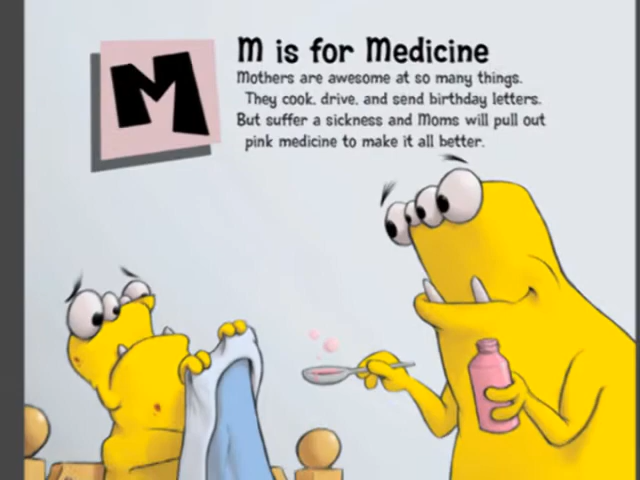 M
M is for Medicine
Mothers are awesome at so many things.
They cook, drive, and send birthday letters.
But suffer a sickness and Moms will pull out
pink medicine to make it all better.